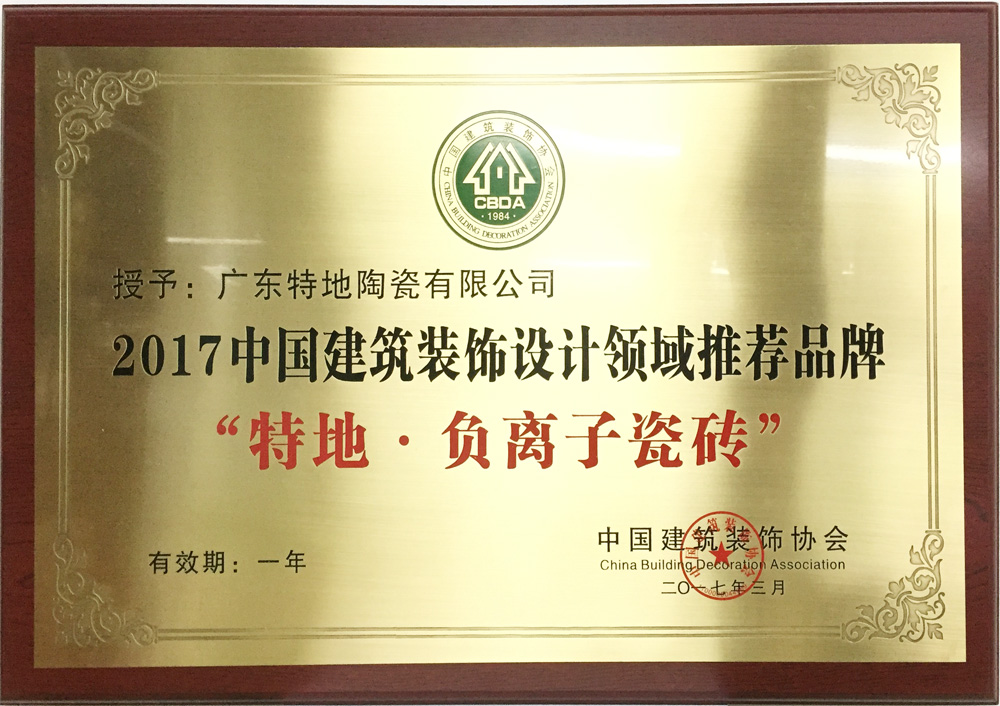 中国建筑装饰协会
CBDA
·1984·
CHINA BUILDING DECORATION ASSOCIATION
授予：广东特地陶瓷有限公司
2017中国建筑装饰设计领域推荐品牌
“特地·负离子瓷砖”
有效期：一年
中国建筑装饰协会
China Building Decoration Association
二〇一七年三月